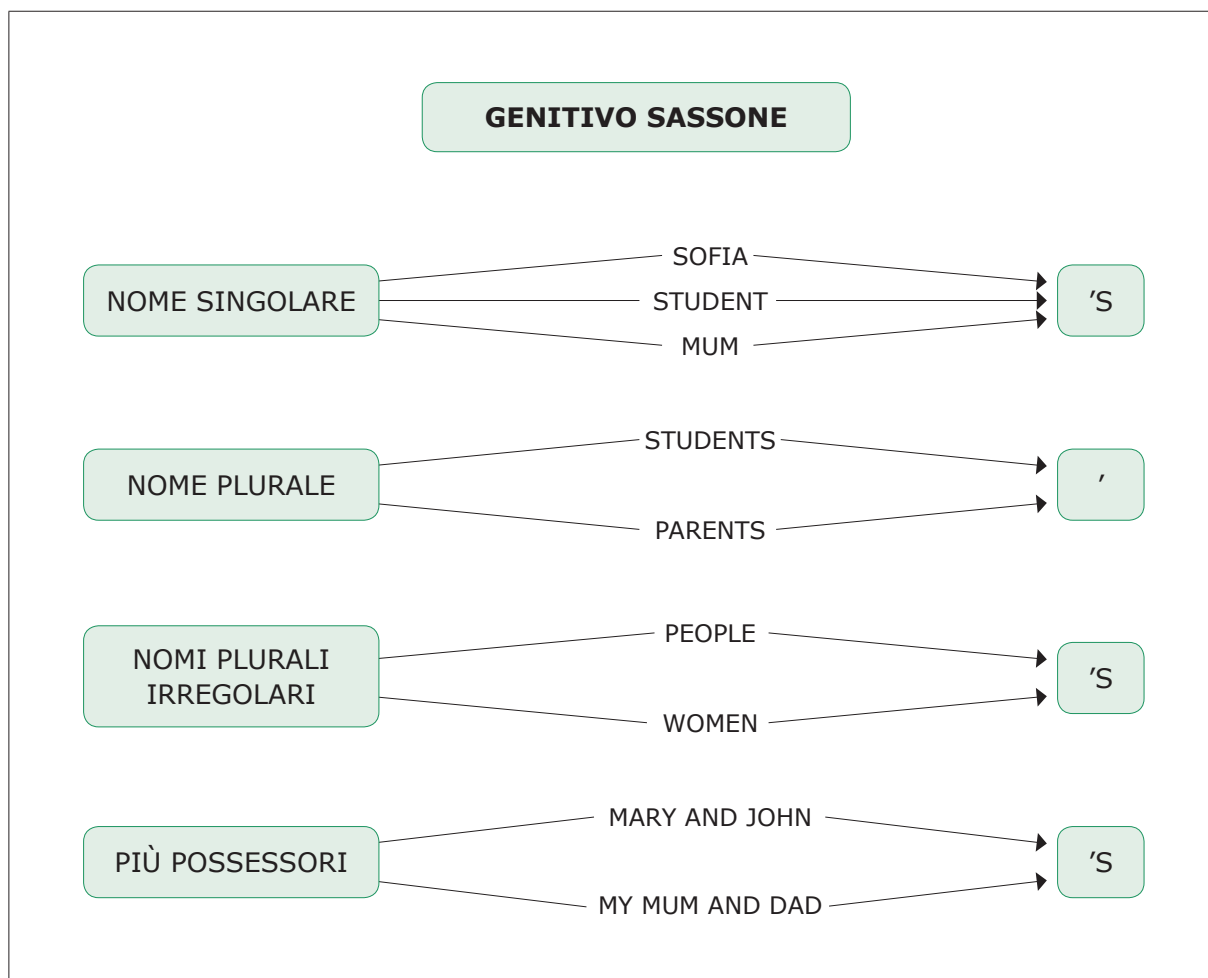 GENITIVO SASSONE
NOME SINGOLARE
SOFIA
STUDENT
MUM
’S
NOME PLURALE
STUDENTS
PARENTS
’
NOMI PLURALI
IRREGOLARI
PEOPLE
WOMEN
’S
PIÙ POSSESSORI
MARY AND JOHN
MY MUM AND DAD
’S